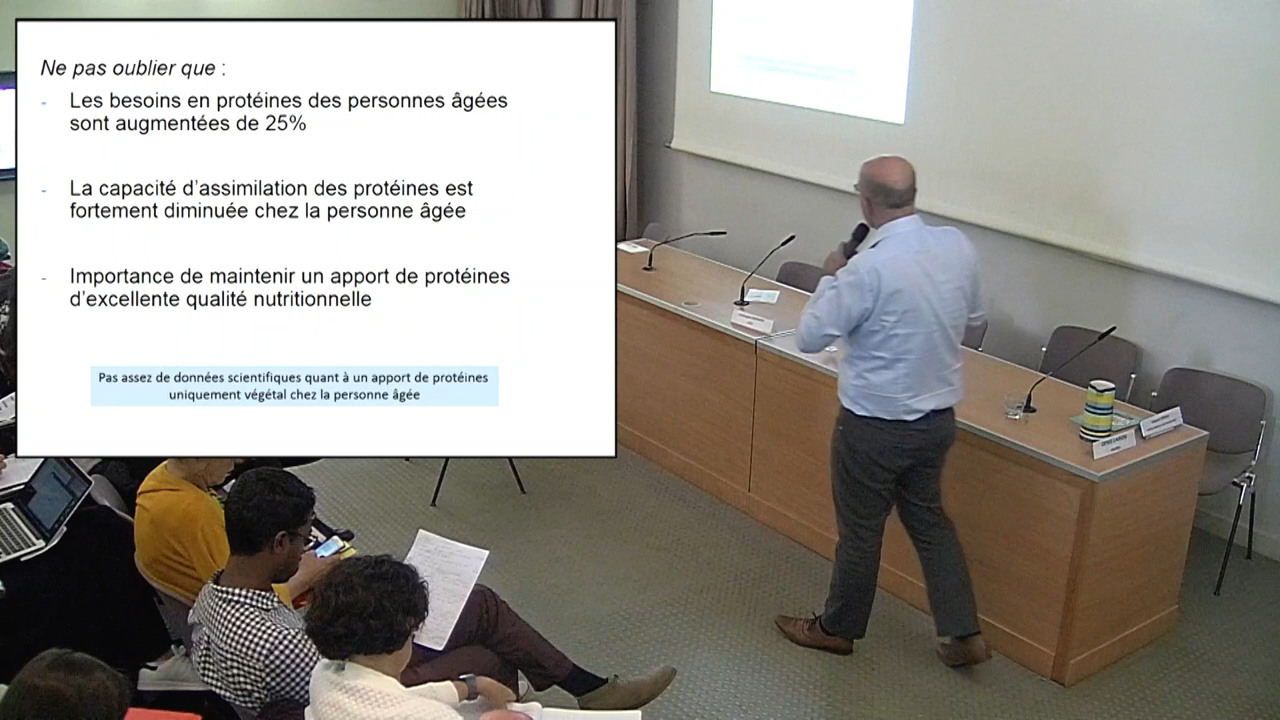 Ne pas oublier que :
- Les besoins en protéines des personnes âgées
sont augmentées de 25%
- La capacité d'assimilation des protéines est
fortement diminuée chez la personne âgée
- Importance de maintenir un apport de protéines
d'excellente qualité nutritionnelle
Pas assez de données scientifiques quant à un apport de protéines
uniquement végétal chez la personne âgée